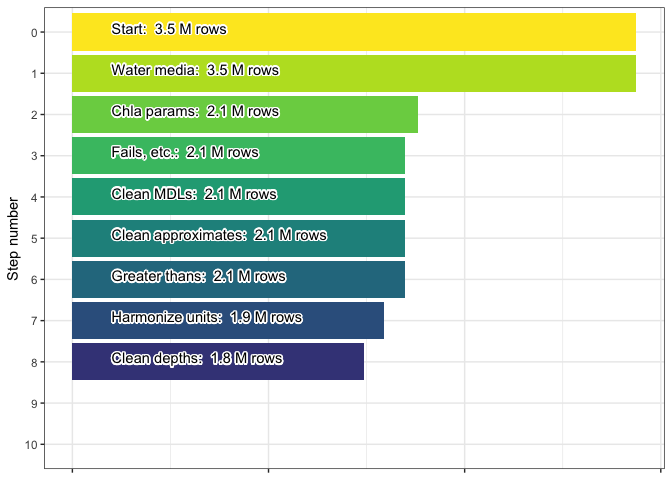 Step number
0
Start:  3.5 M rows
1
Water media:  3.5 M rows
2
Chla params:  2.1 M rows
3
Fails, etc.:  2.1 M rows
4
Clean MDLs:  2.1 M rows
5
Clean approximates:  2.1 M rows
6
Greater thans:  2.1 M rows
7
Harmonize units:  1.9 M rows
8
Clean depths:  1.8 M rows
9
10